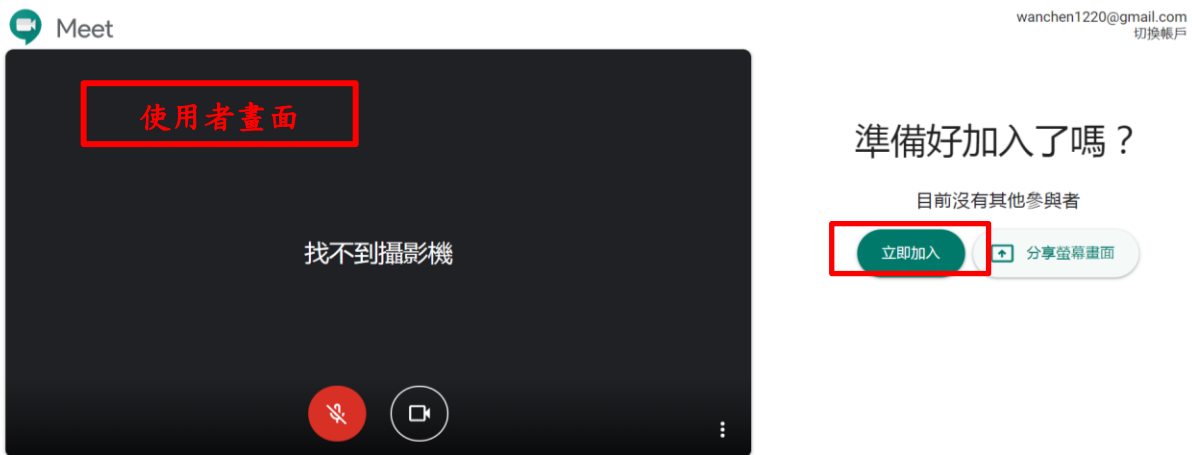 Meet
wanchen1220@gmail.com
切換帳戶
使用者畫面
找不到攝影機
準備好加入了嗎？
目前沒有其他參與者
立即加入
分享螢幕畫面